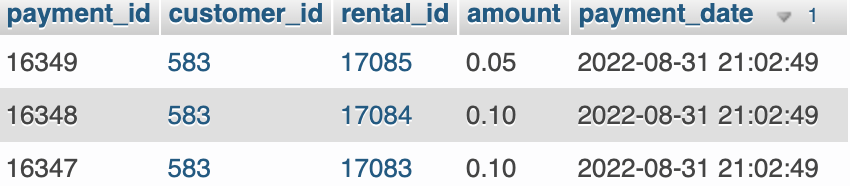 payment_id customer_id rental_id amount payment_date 1
16349 583 17085 0.05 2022-08-31 21:02:49
16348 583 17084 0.10 2022-08-31 21:02:49
16347 583 17083 0.10 2022-08-31 21:02:49